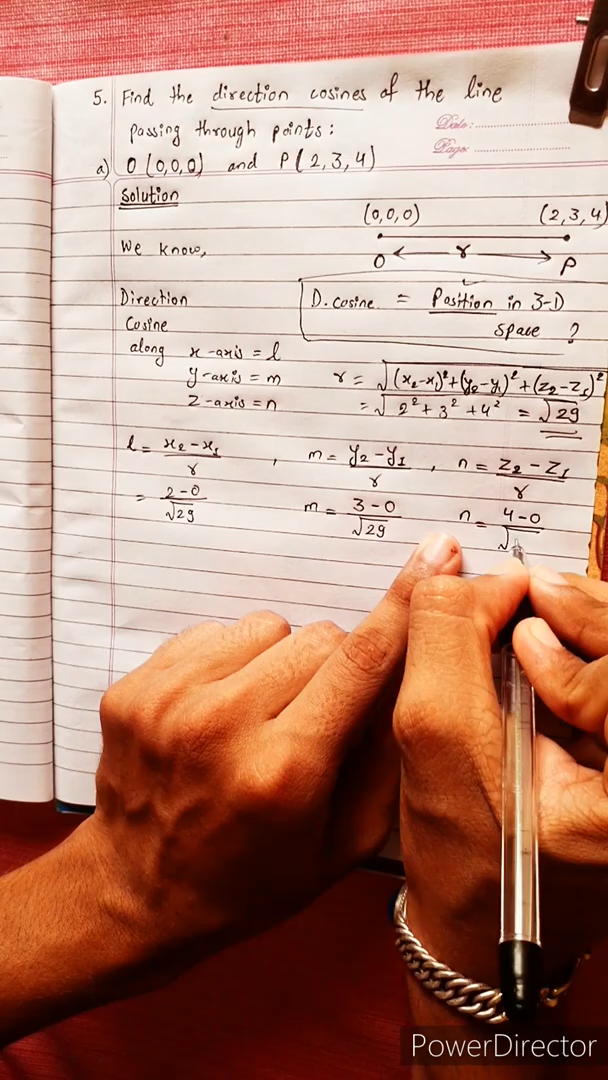 5. Find the direction cosines of the line
Date:
passing through points:
Page:
a) O (0,0,0) and P(2,3,4)
Solution
(0,0,0) (2,3,4)
We know,
O r P
Direction
D.cosine = Position in 3-D
Cosine
space ?
along x-axis = l
y-axis = m r = √(x₂-x₁)²+(y₂-y₁)²+(z₂-z₁)²
z-axis = n = √2²+3²+4² = √29
l = x₂-x₁/r , m = y₂-y₁/r , n = z₂-z₁/r
= 2-0/√29 m = 3-0/√29 n = 4-0/√
PowerDirector